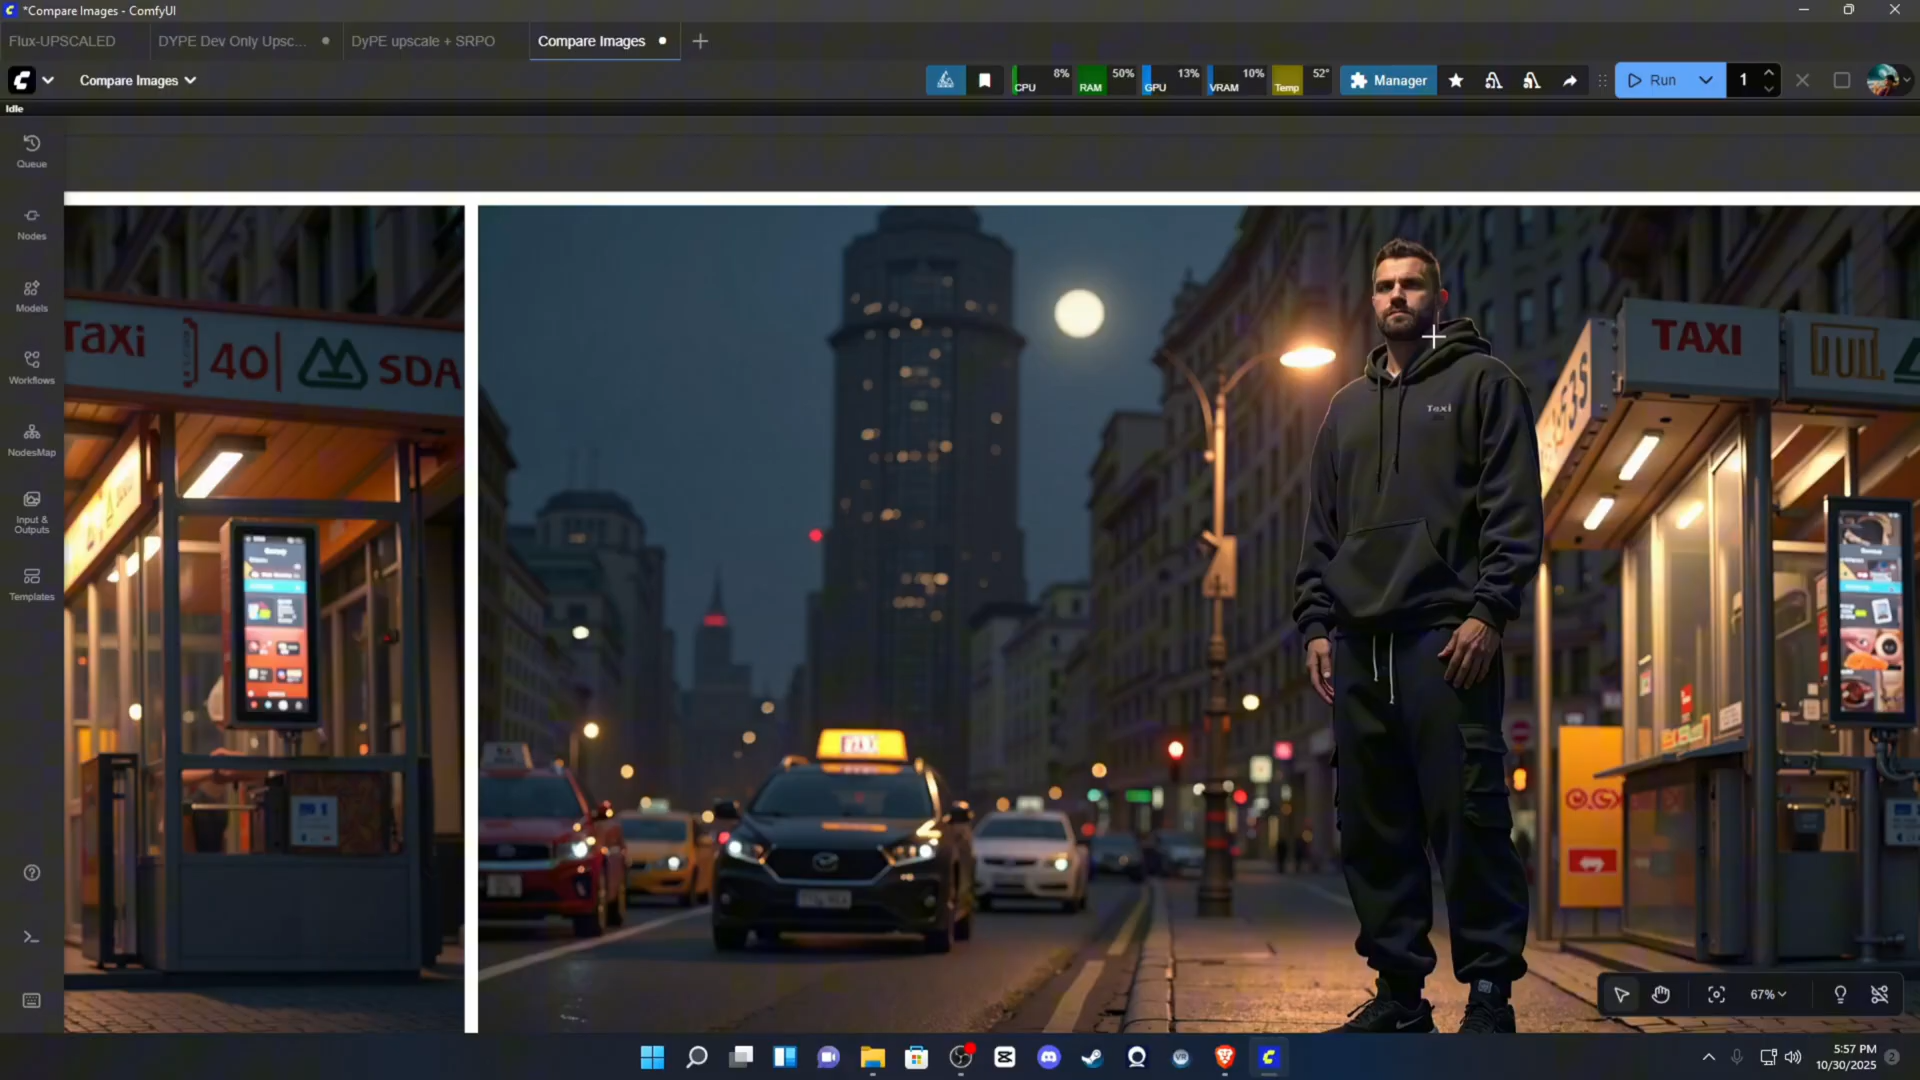 *Compare Images - ComfyUI
Flux-UPSCALED
DYPE Dev Only Upsc...
DyPE upscale + SRPO
Compare Images
Compare Images
8%
CPU
50%
RAM
13%
GPU
10%
VRAM
52°
Temp
Manager
Run
1
Idle
Queue
Nodes
Models
Workflows
NodesMap
Input &
Outputs
Templates
Taxi
40
SDA
TAXI
Taxi
67%
5:57 PM
10/30/2025
2